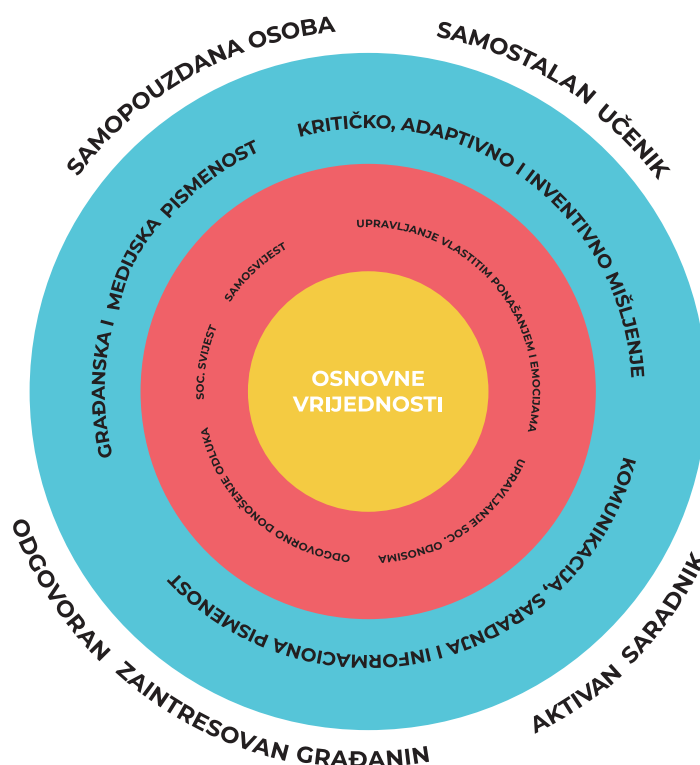 SAMOPOUZDANA OSOBA
SAMOSTALAN UČENIK
GRAĐANSKA I MEDIJSKA PISMENOST
KRITIČKO, ADAPTIVNO I INVENTIVNO MIŠLJENJE
SAMOSVIJEST
UPRAVLJANJE VLASTITIM PONAŠANJEM I EMOCIJAMA
SOC. SVIJEST
OSNOVNE
VRIJEDNOSTI
ODGOVORNO DONOŠENJE ODLUKA
UPRAVLJANJE SOC. ODNOSIMA
KOMUNIKACIJA, SARADNJA I INFORMACIONA PISMENOST
ODGOVORAN ZAINTRESOVAN GRAĐANIN
AKTIVAN SARADNIK